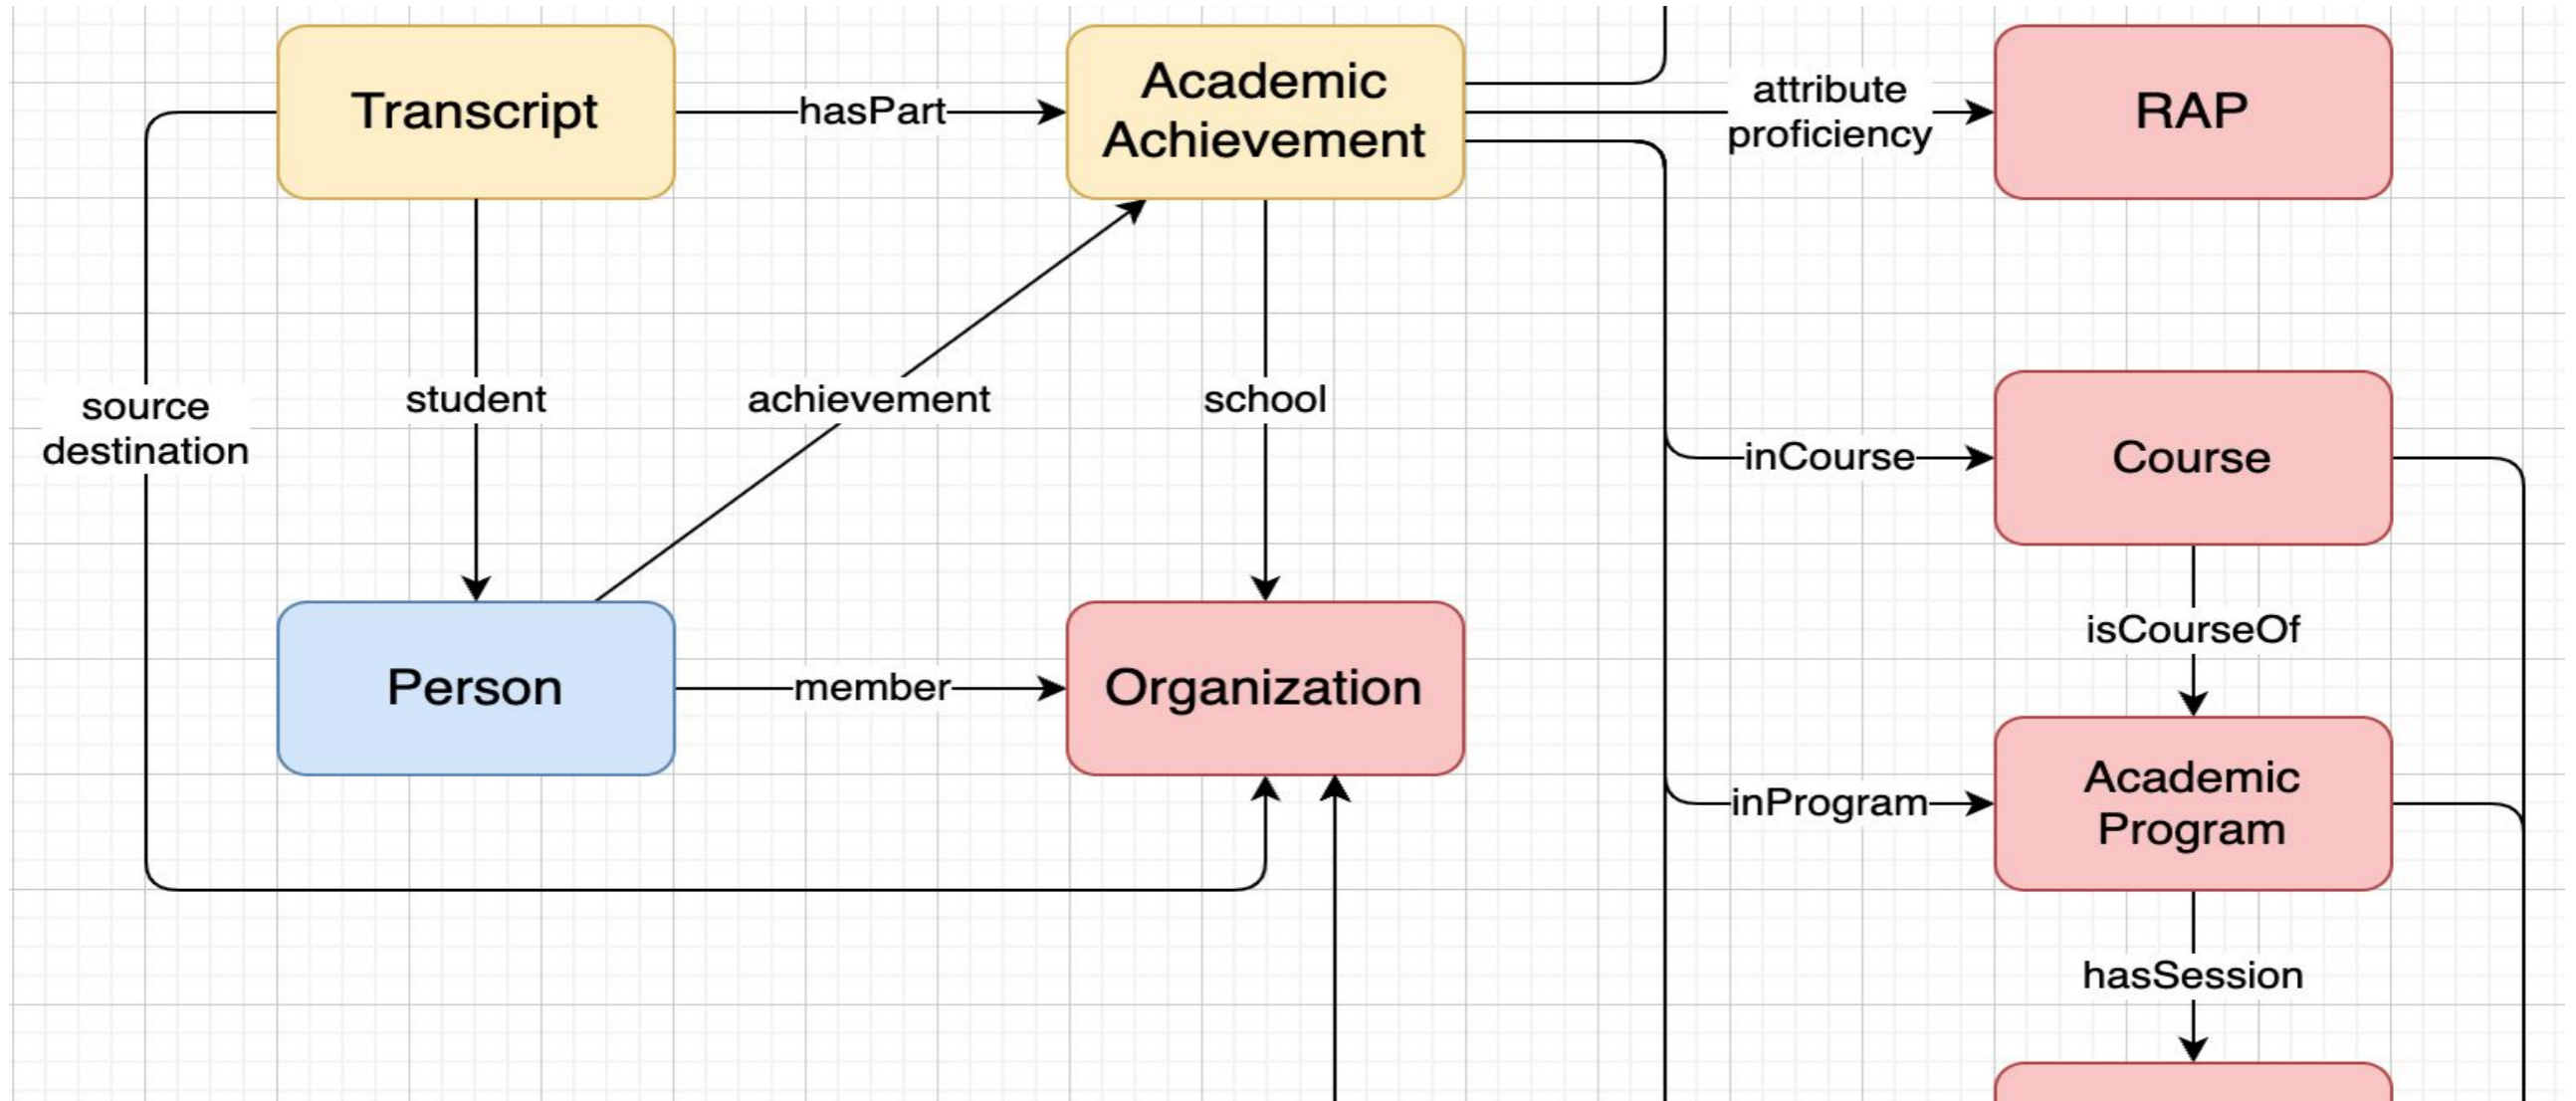 Transcript
hasPart
Academic
Achievement
attribute
proficiency
RAP
source
destination
student
achievement
school
inCourse
Course
isCourseOf
Person
member
Organization
inProgram
Academic
Program
hasSession